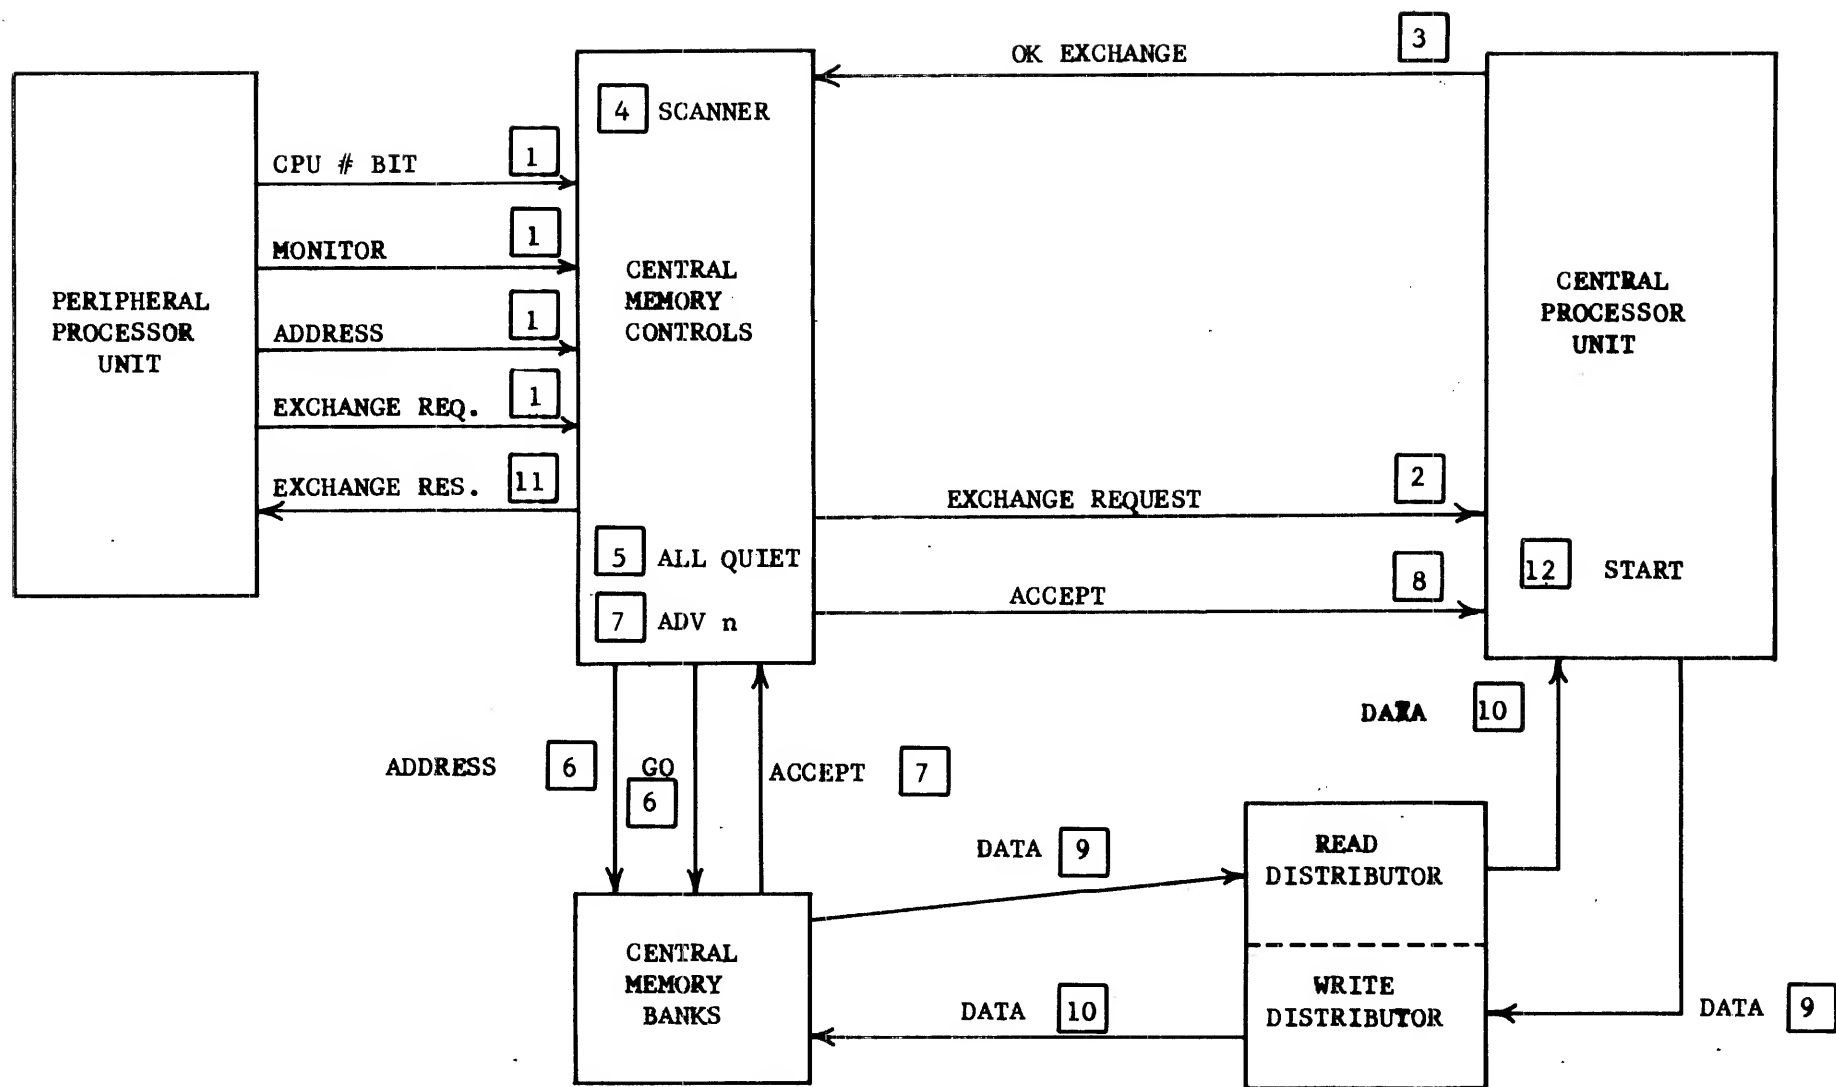 OK EXCHANGE 3
4 SCANNER
CPU # BIT 1
MONITOR 1
ADDRESS 1
EXCHANGE REQ. 1
EXCHANGE RES. 11
PERIPHERAL
PROCESSOR
UNIT
CENTRAL
MEMORY
CONTROLS
CENTRAL
PROCESSOR
UNIT
EXCHANGE REQUEST 2
5 ALL QUIET
12 START
ACCEPT 8
7 ADV n
DATA 10
ADDRESS 6
GO
6
ACCEPT 7
DATA 9
READ
DISTRIBUTOR
CENTRAL
MEMORY
BANKS
WRITE
DISTRIBUTOR
DATA 10
DATA 9